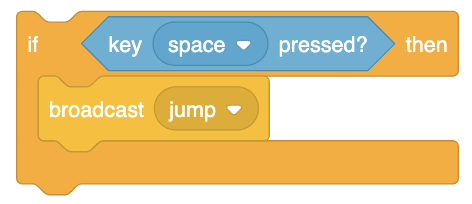 if key space pressed? then
broadcast jump